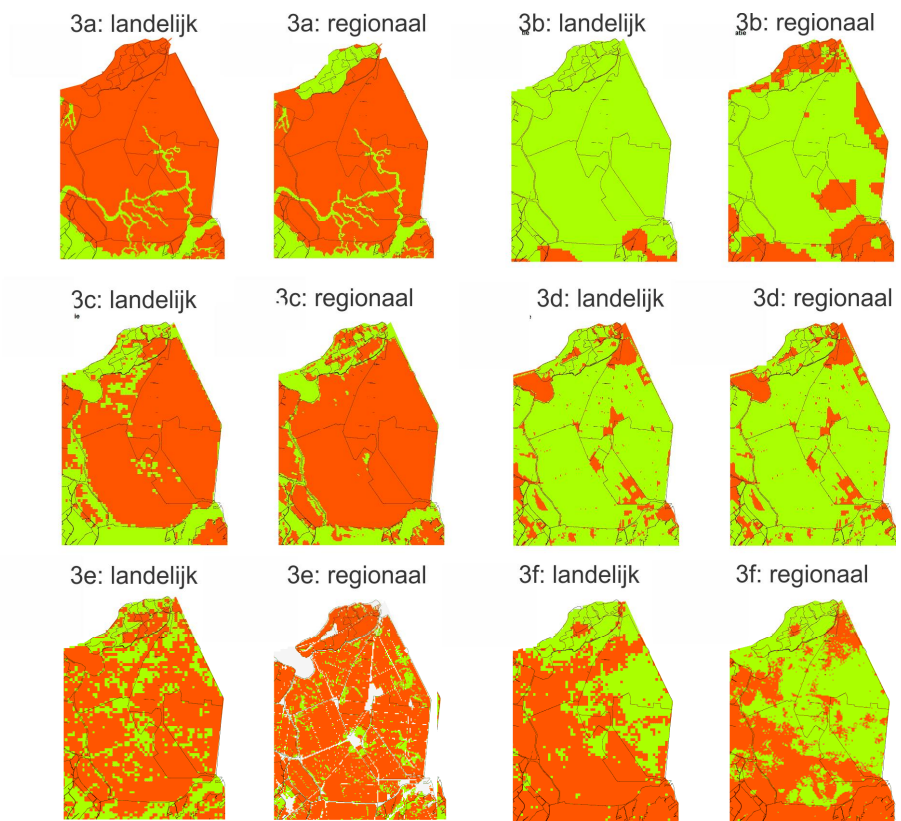 3a: landelijk
3a: regionaal
3b: landelijk
3b: regionaal
3c: landelijk
3c: regionaal
3d: landelijk
3d: regionaal
3e: landelijk
3e: regionaal
3f: landelijk
3f: regionaal